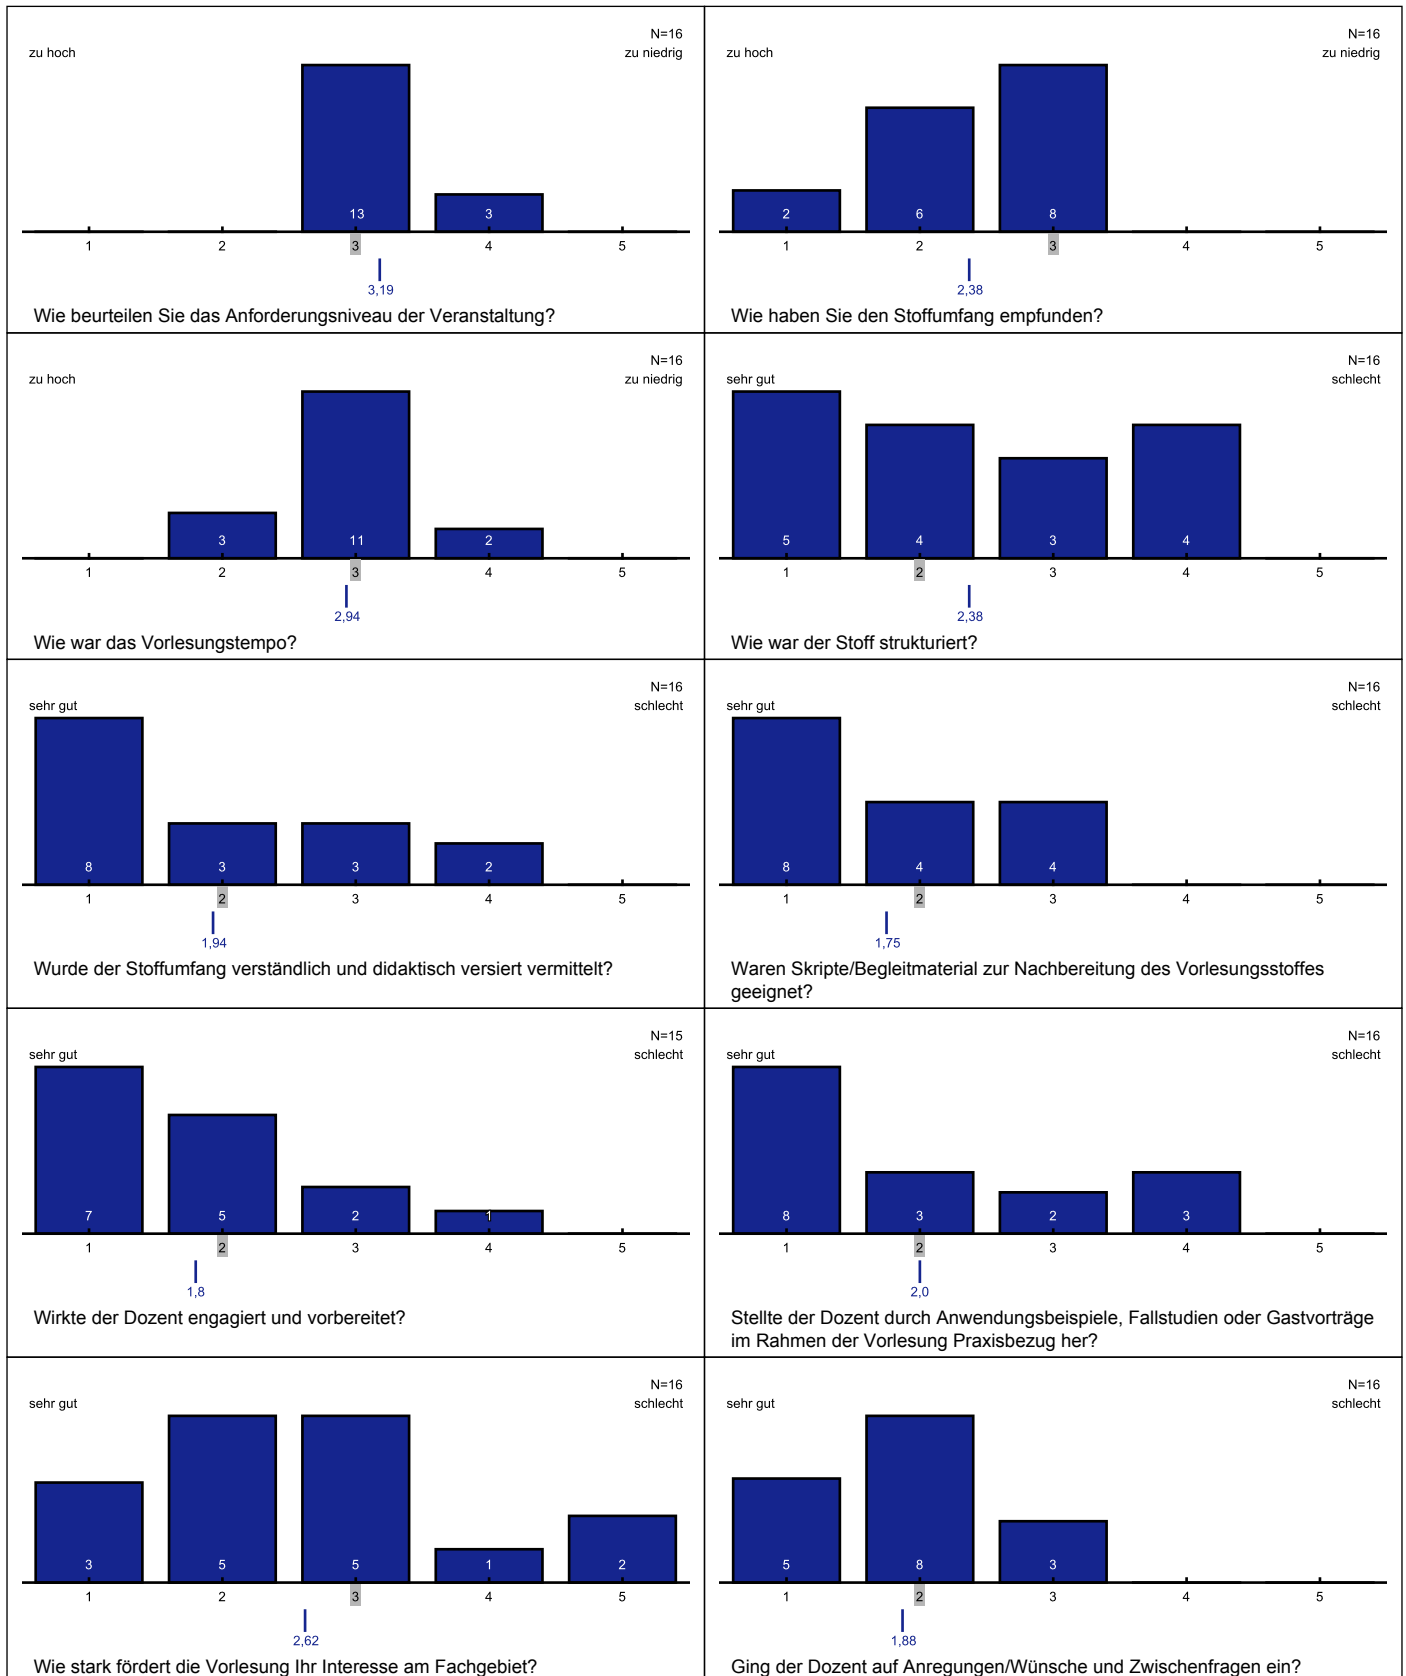 N=16
zu hoch
zu niedrig
13
3
1
2
3
4
5
3,19
Wie beurteilen Sie das Anforderungsniveau der Veranstaltung?
N=16
zu hoch
zu niedrig
2
6
8
1
2
3
4
5
2,38
Wie haben Sie den Stoffumfang empfunden?
N=16
zu hoch
zu niedrig
3
11
2
1
2
3
4
5
2,94
Wie war das Vorlesungstempo?
N=16
sehr gut
schlecht
5
4
3
4
1
2
3
4
5
2,38
Wie war der Stoff strukturiert?
N=16
sehr gut
schlecht
8
3
3
2
1
2
3
4
5
1,94
Wurde der Stoffumfang verständlich und didaktisch versiert vermittelt?
N=16
sehr gut
schlecht
8
4
4
1
2
3
4
5
1,75
Waren Skripte/Begleitmaterial zur Nachbereitung des Vorlesungsstoffes
geeignet?
N=15
sehr gut
schlecht
7
5
2
1
1
2
3
4
5
1,8
Wirkte der Dozent engagiert und vorbereitet?
N=16
sehr gut
schlecht
8
3
2
3
1
2
3
4
5
2,0
Stellte der Dozent durch Anwendungsbeispiele, Fallstudien oder Gastvorträge
im Rahmen der Vorlesung Praxisbezug her?
N=16
sehr gut
schlecht
3
5
5
1
2
1
2
3
4
5
2,62
Wie stark fördert die Vorlesung Ihr Interesse am Fachgebiet?
N=16
sehr gut
schlecht
5
8
3
1
2
3
4
5
1,88
Ging der Dozent auf Anregungen/Wünsche und Zwischenfragen ein?